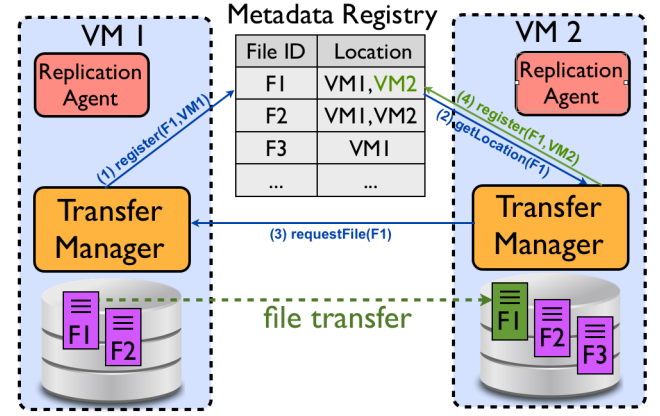 Metadata Registry
VM 1
VM 2
Replication
Agent
File ID
Location
F1
VM1,VM2
F2
VM1,VM2
F3
VM1
...
...
Replication
Agent
(1) register(F1,VM1)
(4) register(F1,VM2)
(2) getLocation(F1)
Transfer
Manager
(3) requestFile(F1)
Transfer
Manager
F1
F2
file transfer
F1
F2
F3